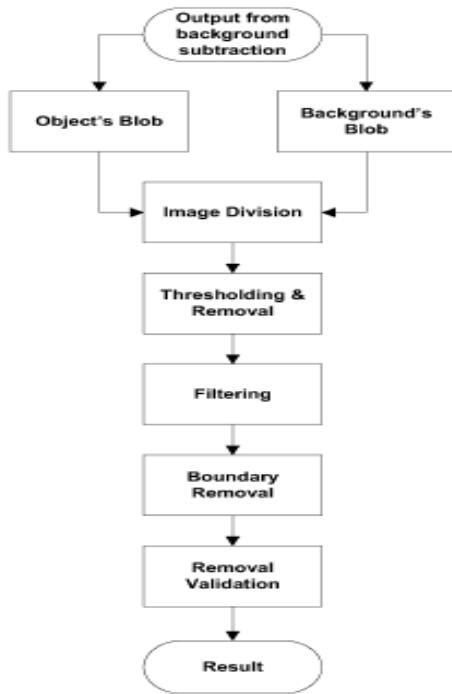 Output from
background
subtraction
Object's Blob
Background's
Blob
Image Division
Thresholding &
Removal
Filtering
Boundary
Removal
Removal
Validation
Result